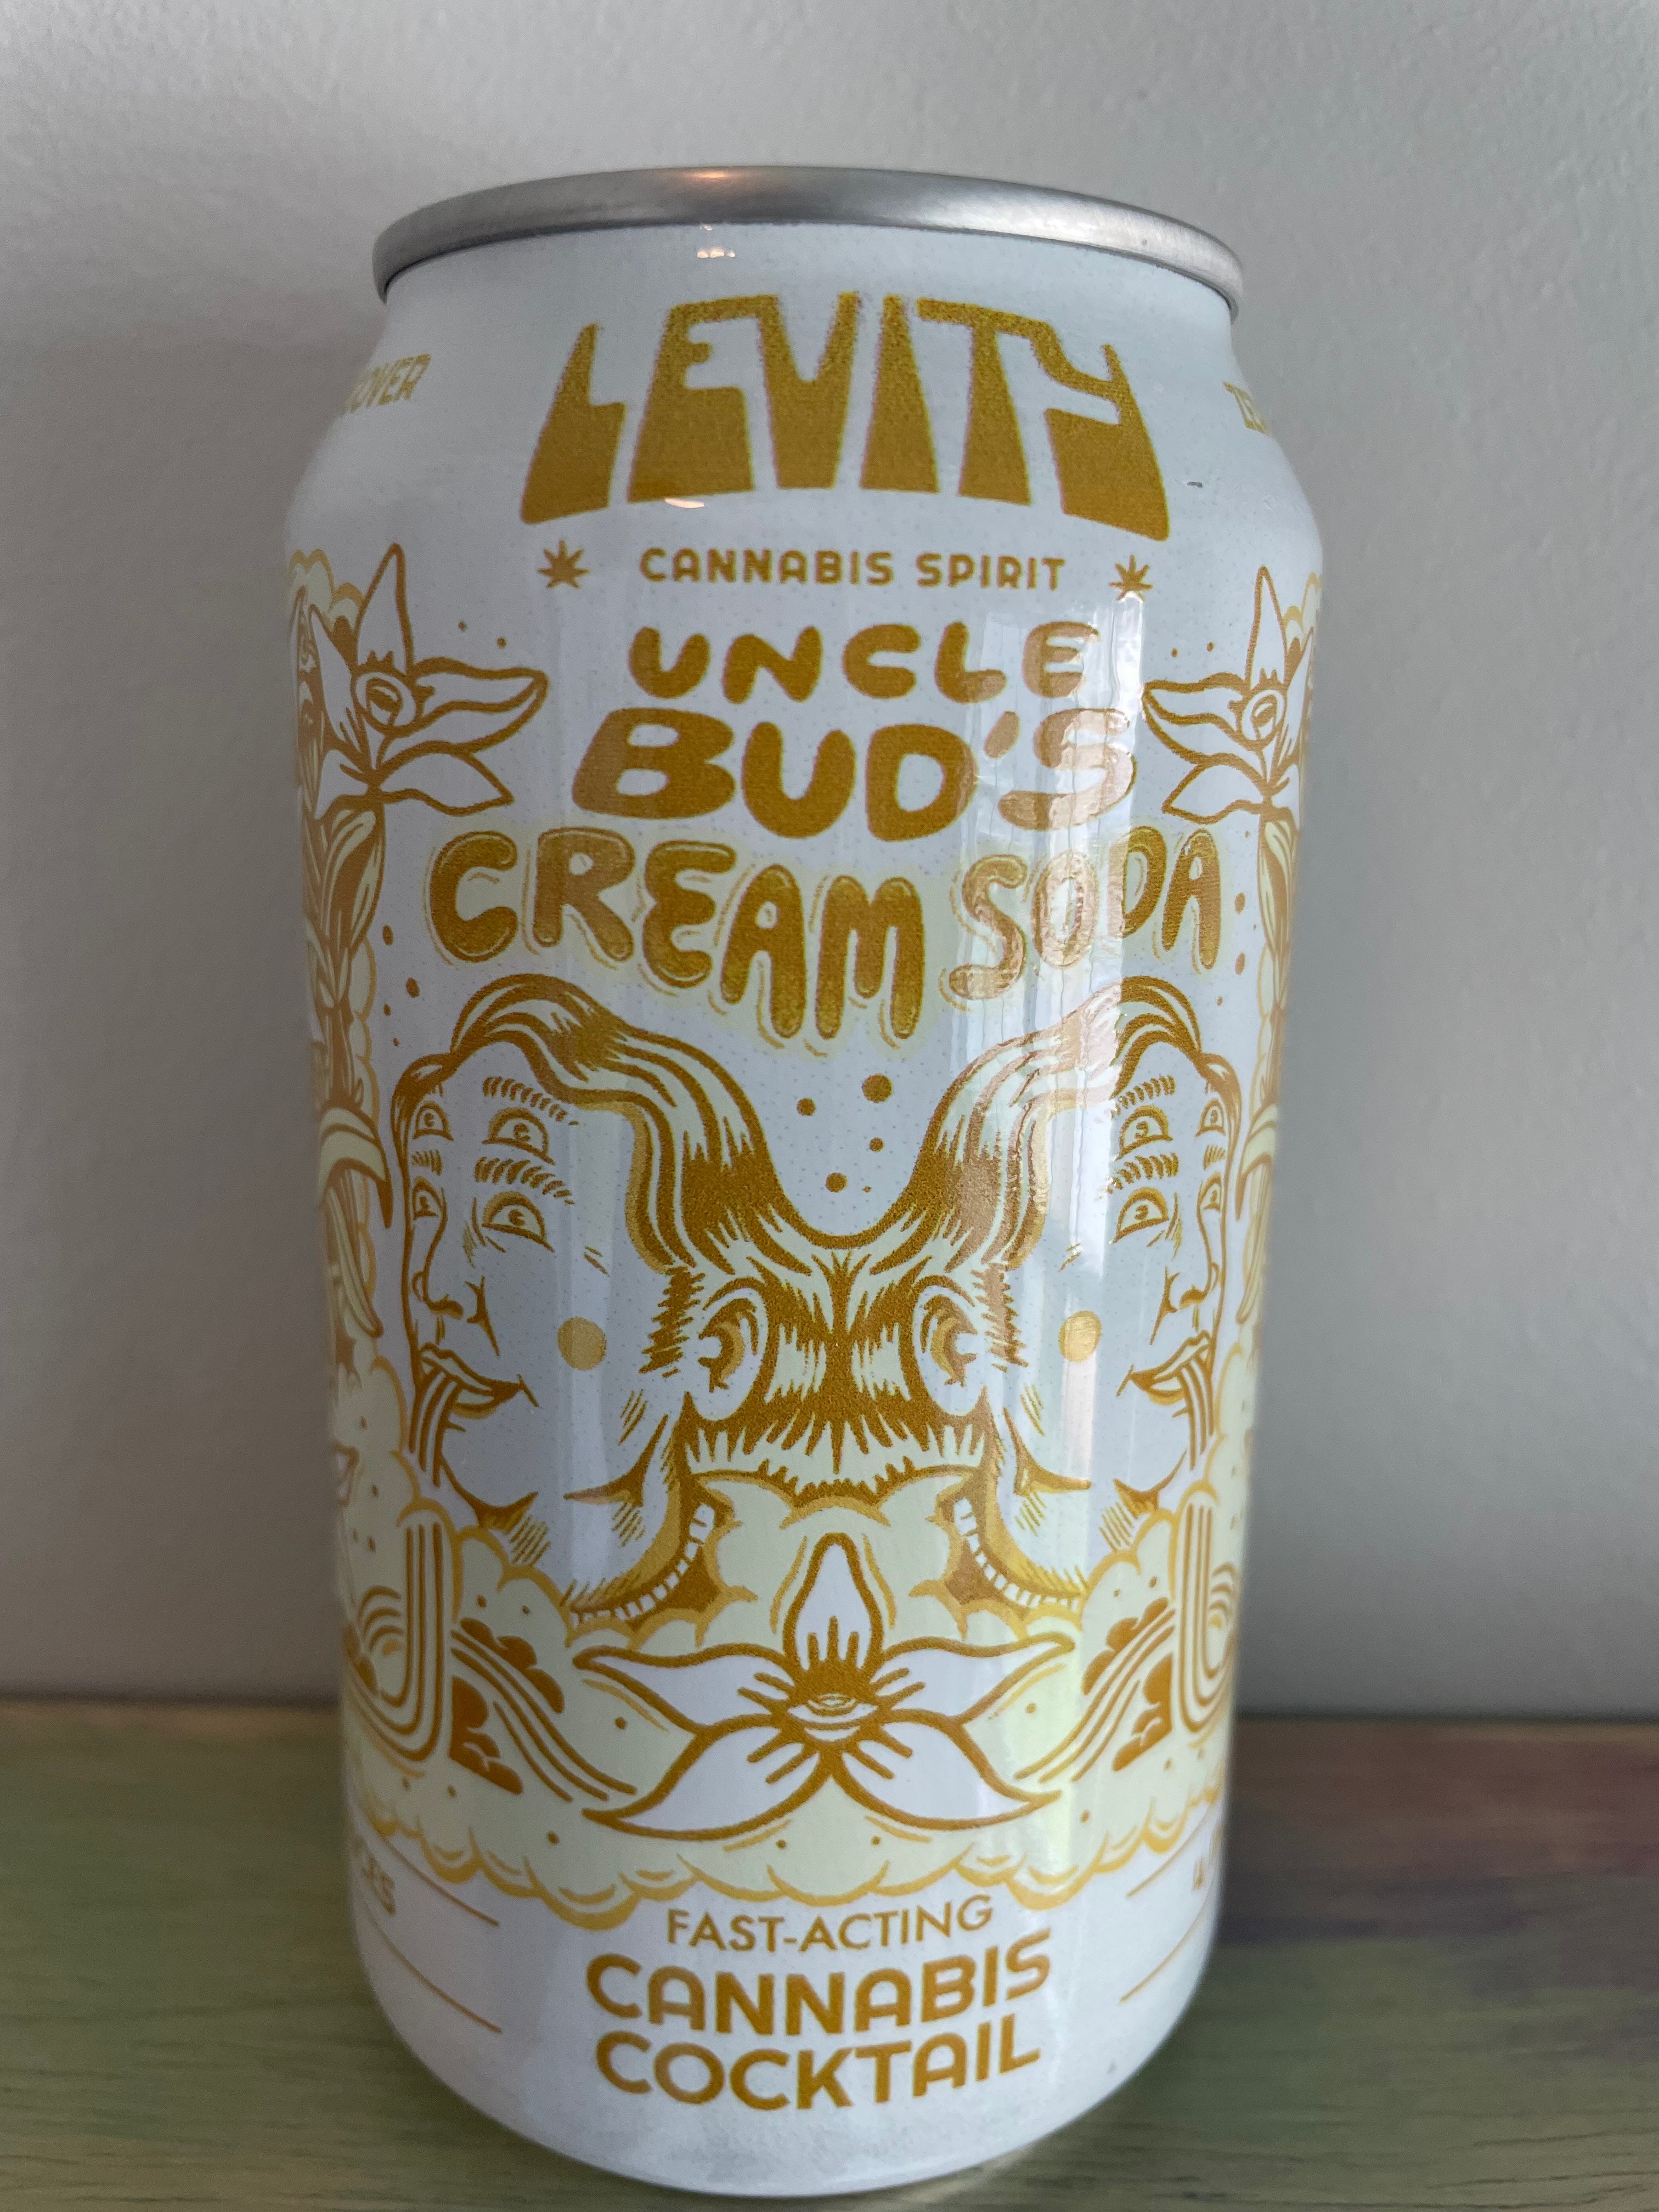 LEVITY
CANNABIS SPIRIT
UNCLE
BUD'S
CREAM SODA
FAST-ACTING
CANNABIS
COCKTAIL